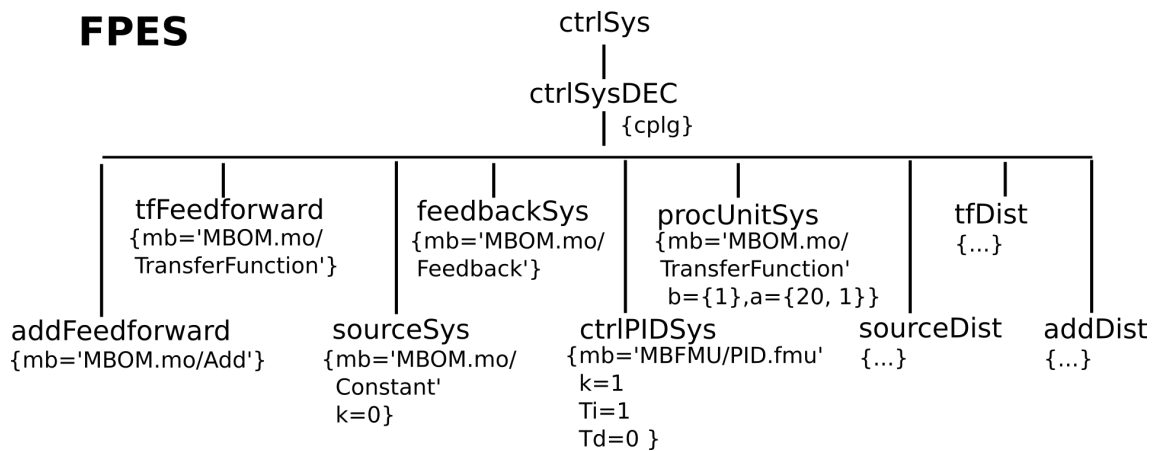 FPES
ctrlSys
ctrlSysDEC
{cplg}
tfFeedforward
{mb='MBOM.mo/
TransferFunction'}
feedbackSys
{mb='MBOM.mo/
Feedback'}
procUnitSys
{mb='MBOM.mo/
TransferFunction'
b={1},a={20, 1}}
tfDist
{...}
addFeedforward
{mb='MBOM.mo/Add'}
sourceSys
{mb='MBOM.mo/
Constant'
k=0}
ctrlPIDSys
{mb='MBFMU/PID.fmu'
k=1
Ti=1
Td=0 }
sourceDist
{...}
addDist
{...}